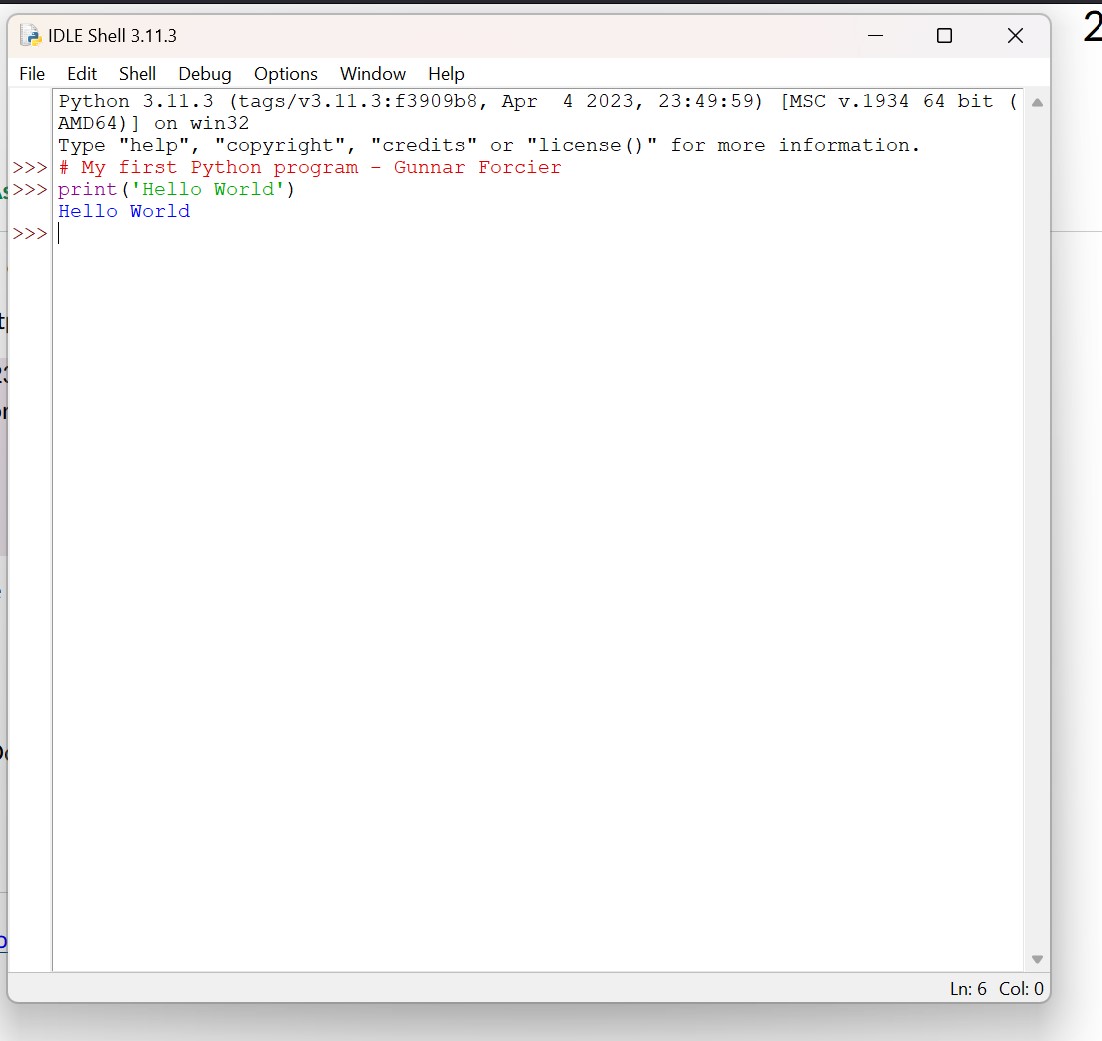 IDLE Shell 3.11.3
2
File Edit Shell Debug Options Window Help
Python 3.11.3 (tags/v3.11.3:f3909b8, Apr  4 2023, 23:49:59) [MSC v.1934 64 bit (
AMD64)] on win32
Type "help", "copyright", "credits" or "license()" for more information.
>>> # My first Python program - Gunnar Forcier
>>> print('Hello World')
Hello World
>>>
Ln: 6 Col: 0